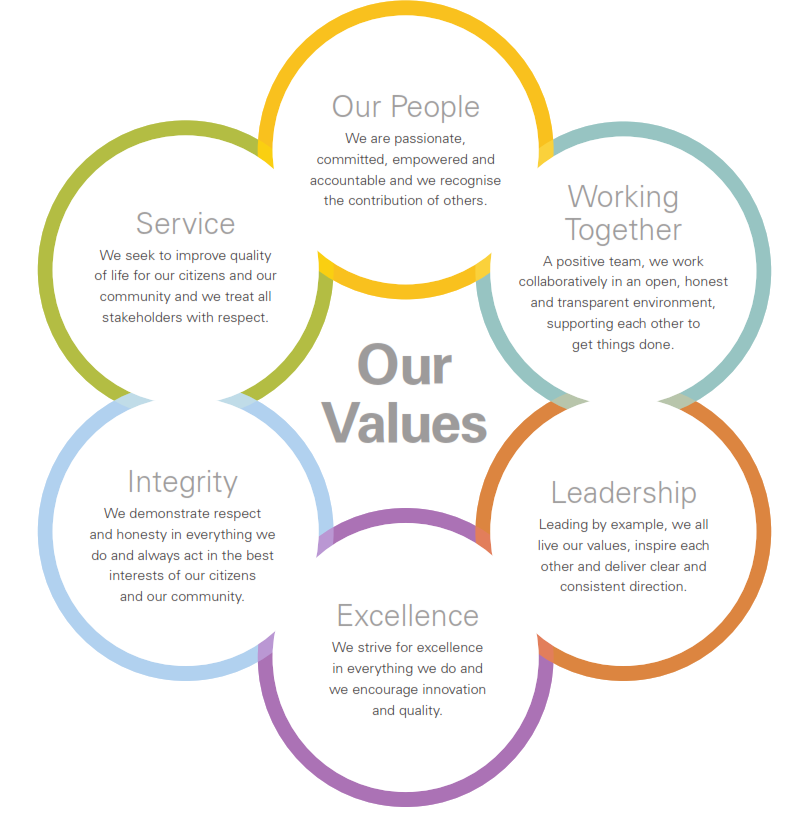 Our People
We are passionate,
committed, empowered and
accountable and we recognise
the contribution of others.
Working
Together
A positive team, we work
collaboratively in an open, honest
and transparent environment,
supporting each other to
get things done.
Service
We seek to improve quality
of life for our citizens and our
community and we treat all
stakeholders with respect.
Our
Values
Integrity
We demonstrate respect
and honesty in everything we
do and always act in the best
interests of our citizens
and our community.
Leadership
Leading by example, we all
live our values, inspire each
other and deliver clear and
consistent direction.
Excellence
We strive for excellence
in everything we do and
we encourage innovation
and quality.